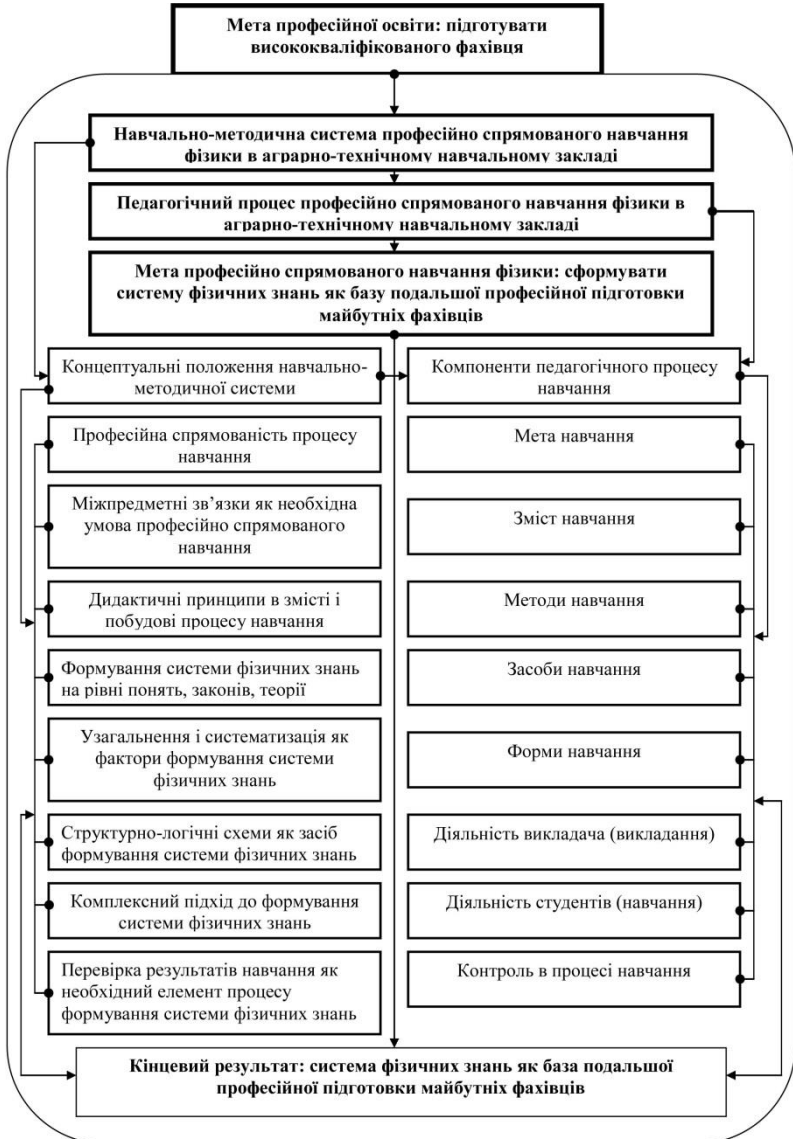 Мета професійної освіти: підготувати
висококваліфікованого фахівця
Навчально-методична система професійно спрямованого навчання
фізики в аграрно-технічному навчальному закладі
Педагогічний процес професійно спрямованого навчання фізики в
аграрно-технічному навчальному закладі
Мета професійно спрямованого навчання фізики: сформувати
систему фізичних знань як базу подальшої професійної підготовки
майбутніх фахівців
Концептуальні положення навчально-
методичної системи
Професійна спрямованість процесу
навчання
Міжпредметні зв’язки як необхідна
умова професійно спрямованого
навчання
Дидактичні принципи в змісті і
побудові процесу навчання
Формування системи фізичних знань
на рівні понять, законів, теорії
Узагальнення і систематизація як
фактори формування системи
фізичних знань
Структурно-логічні схеми як засіб
формування системи фізичних знань
Комплексний підхід до формування
системи фізичних знань
Перевірка результатів навчання як
необхідний елемент процесу
формування системи фізичних знань
Компоненти педагогічного процесу
навчання
Мета навчання
Зміст навчання
Методи навчання
Засоби навчання
Форми навчання
Діяльність викладача (викладання)
Діяльність студентів (навчання)
Контроль в процесі навчання
Кінцевий результат: система фізичних знань як база подальшої
професійної підготовки майбутніх фахівців